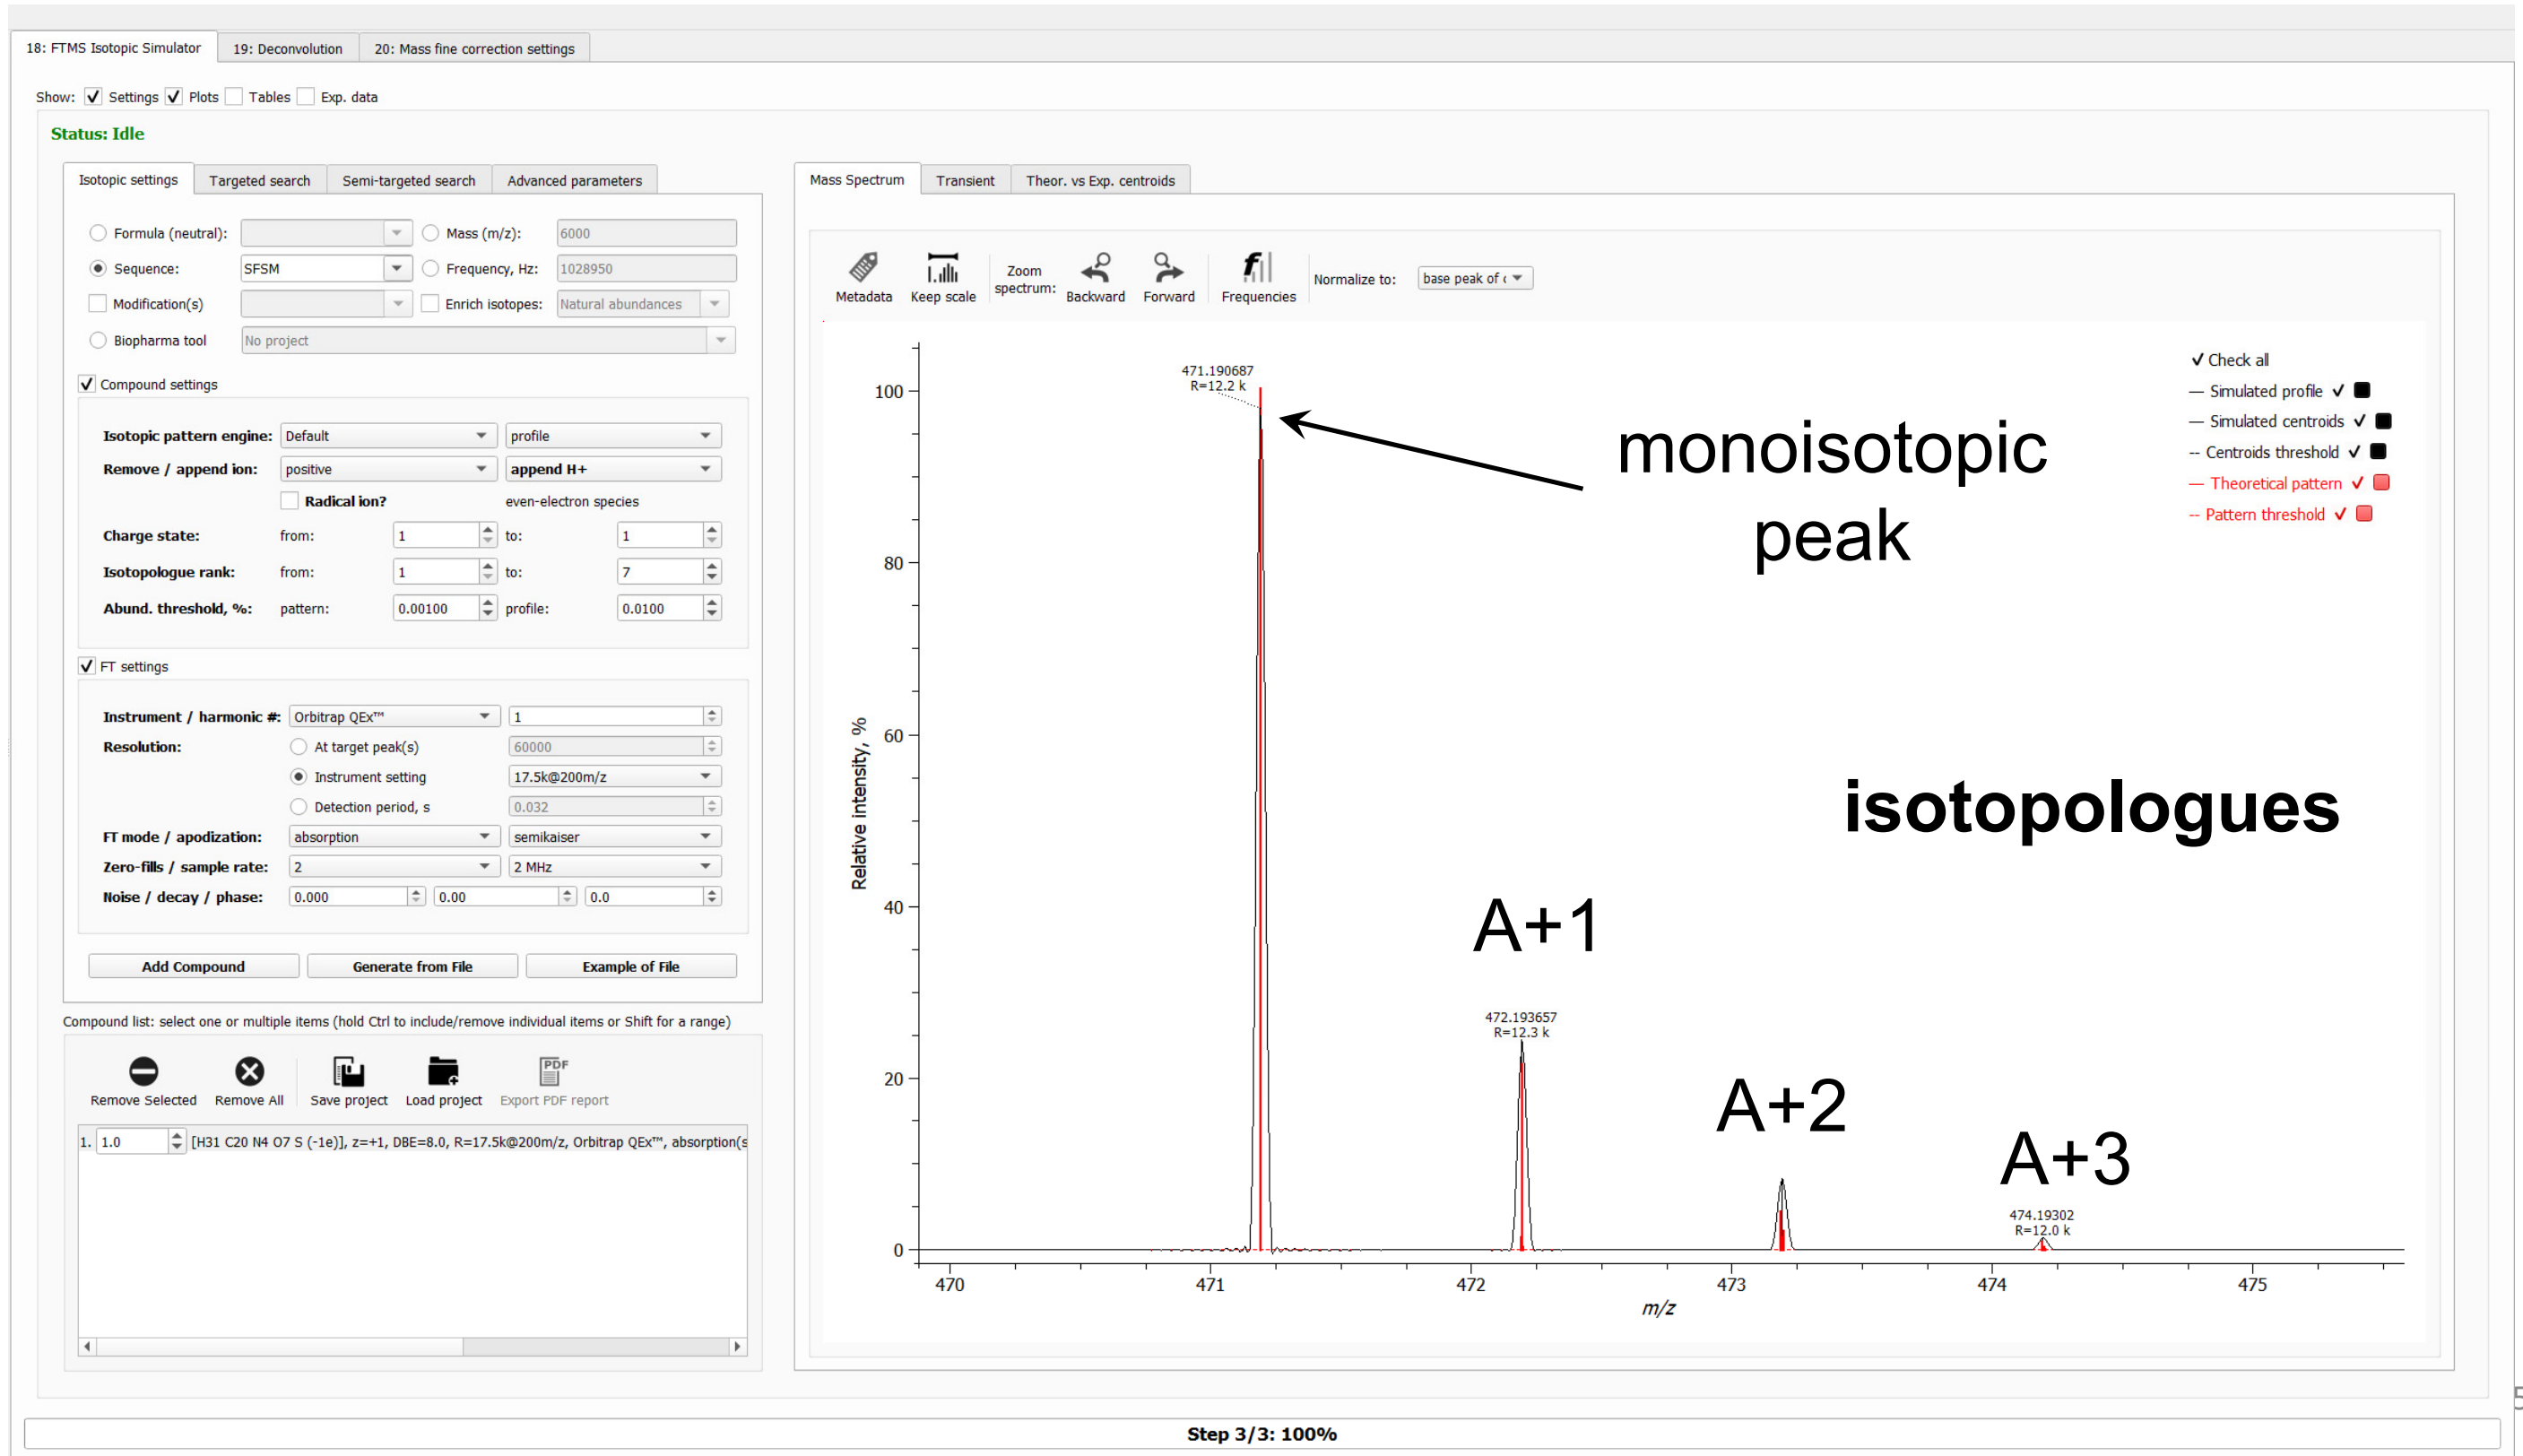 18: FTMS Isotopic Simulator 19: Deconvolution 20: Mass fine correction settings
Show: Settings Plots Tables Exp. data
Status: Idle
Isotopic settings Targeted search Semi-targeted search Advanced parameters
Formula (neutral): Mass (m/z): 6000
Sequence: SFSM Frequency, Hz: 1028950
Modification(s) Enrich isotopes: Natural abundances
Biopharma tool No project
Compound settings
Isotopic pattern engine: Default profile
Remove / append ion: positive append H+
Radical ion? even-electron species
Charge state: from: 1 to: 1
Isotopologue rank: from: 1 to: 7
Abund. threshold, %: pattern: 0.00100 profile: 0.0100
FT settings
Instrument / harmonic #: Orbitrap QEx™ 1
Resolution: At target peak(s) 60000
Instrument setting 17.5k@200m/z
Detection period, s 0.032
FT mode / apodization: absorption semikaiser
Zero-fills / sample rate: 2 2 MHz
Noise / decay / phase: 0.000 0.00 0.0
Add Compound Generate from File Example of File
Compound list: select one or multiple items (hold Ctrl to include/remove individual items or Shift for a range)
PDF
Remove Selected Remove All Save project Load project Export PDF report
1. 1.0 [H31 C20 N4 O7 S (-1e)], z=+1, DBE=8.0, R=17.5k@200m/z, Orbitrap QEx™, absorption(s
Mass Spectrum Transient Theor. vs Exp. centroids
Metadata Keep scale Zoom spectrum: Backward Forward f Frequencies Normalize to: base peak of
Check all
Simulated profile
Simulated centroids
-- Centroids threshold
Theoretical pattern
-- Pattern threshold
471.190687
R=12.2 k
monoisotopic
peak
isotopologues
A+1
472.193657
R=12.3 k
A+2
A+3
474.19302
R=12.0 k
Relative intensity, %
100
80
60
40
20
0
470 471 472 473 474 475
m/z
Step 3/3: 100%
5